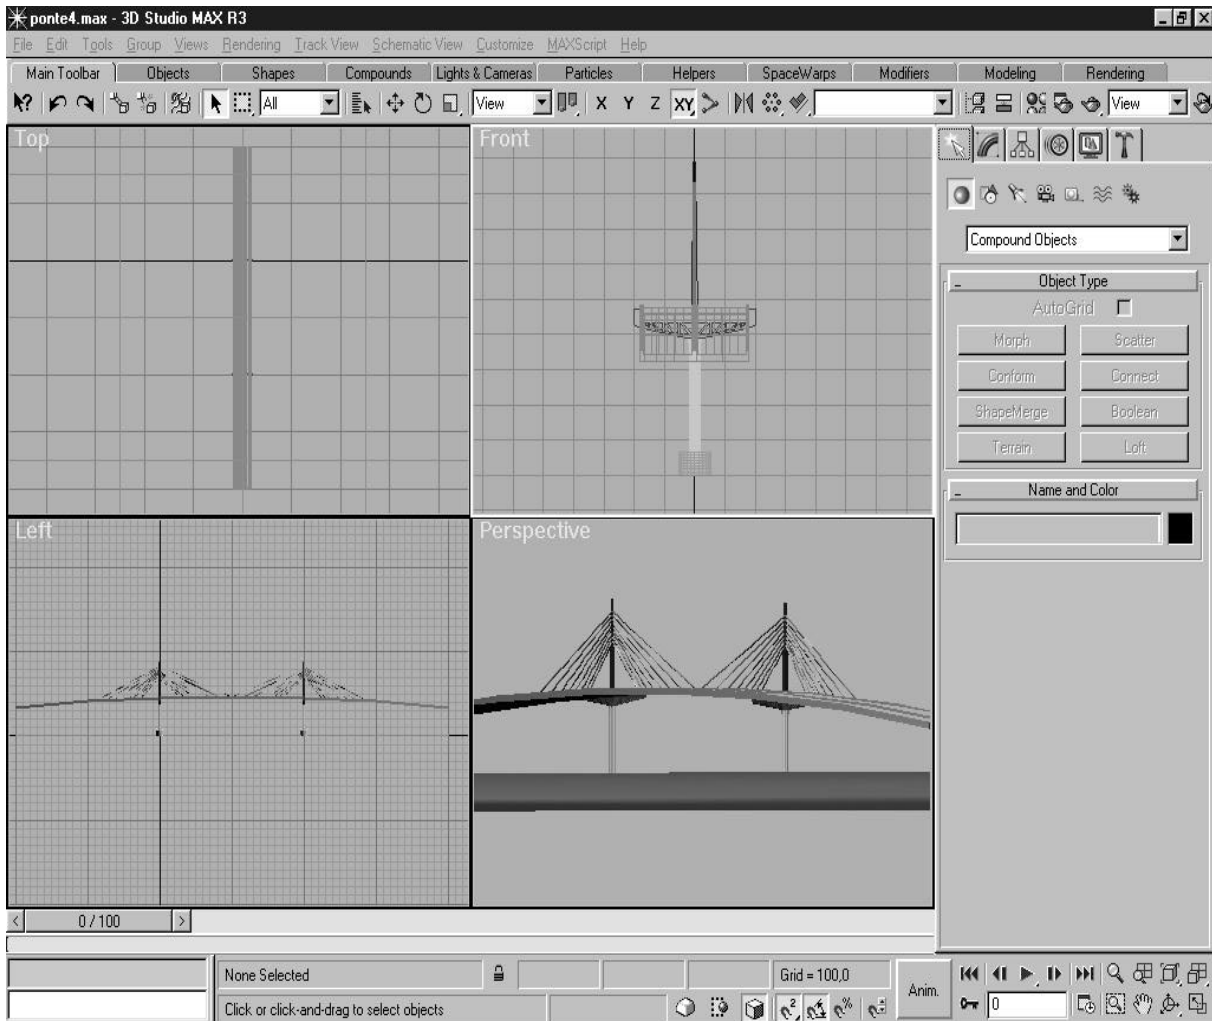 ponte4.max - 3D Studio MAX R3
File Edit Tools Group Views Rendering Track View Schematic View Customize MAXScript Help
Main Toolbar Objects Shapes Compounds Lights & Cameras Particles Helpers SpaceWarps Modifiers Modeling Rendering
All View X Y Z XY View
Top
Front
Compound Objects
Object Type
AutoGrid
Morph Scatter
Conform Connect
ShapeMerge Boolean
Terrain Loft
Name and Color
Left
Perspective
0 / 100
None Selected
Grid = 100,0
Anim.
Click or click-and-drag to select objects
0